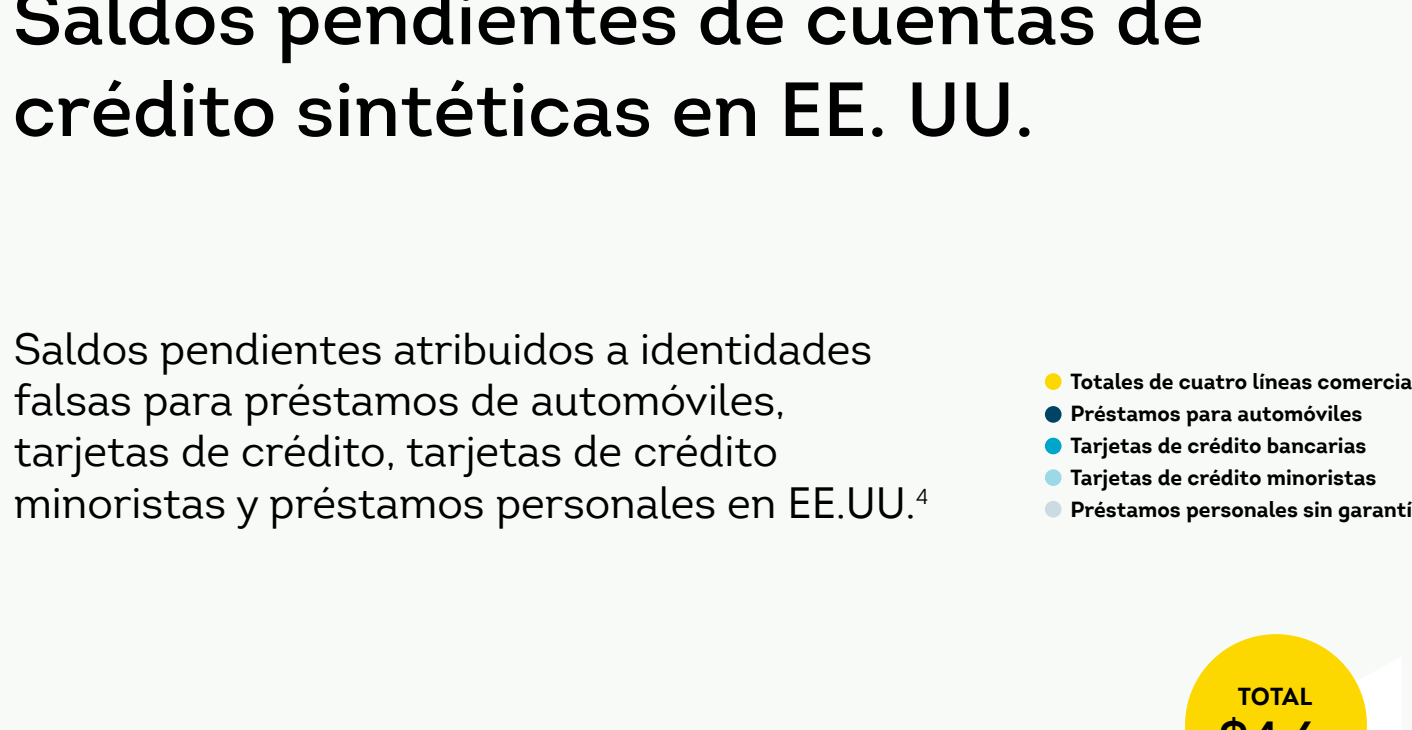 Saldos pendientes de cuentas de
crédito sintéticas en EE. UU.
Saldos pendientes atribuidos a identidades
falsas para préstamos de automóviles,
tarjetas de crédito, tarjetas de crédito
minoristas y préstamos personales en EE.UU.⁴
Totales de cuatro líneas
Préstamos para automóviles
Tarjetas de crédito bancarias
Tarjetas de crédito minoristas
Préstamos personales sin
TOTAL